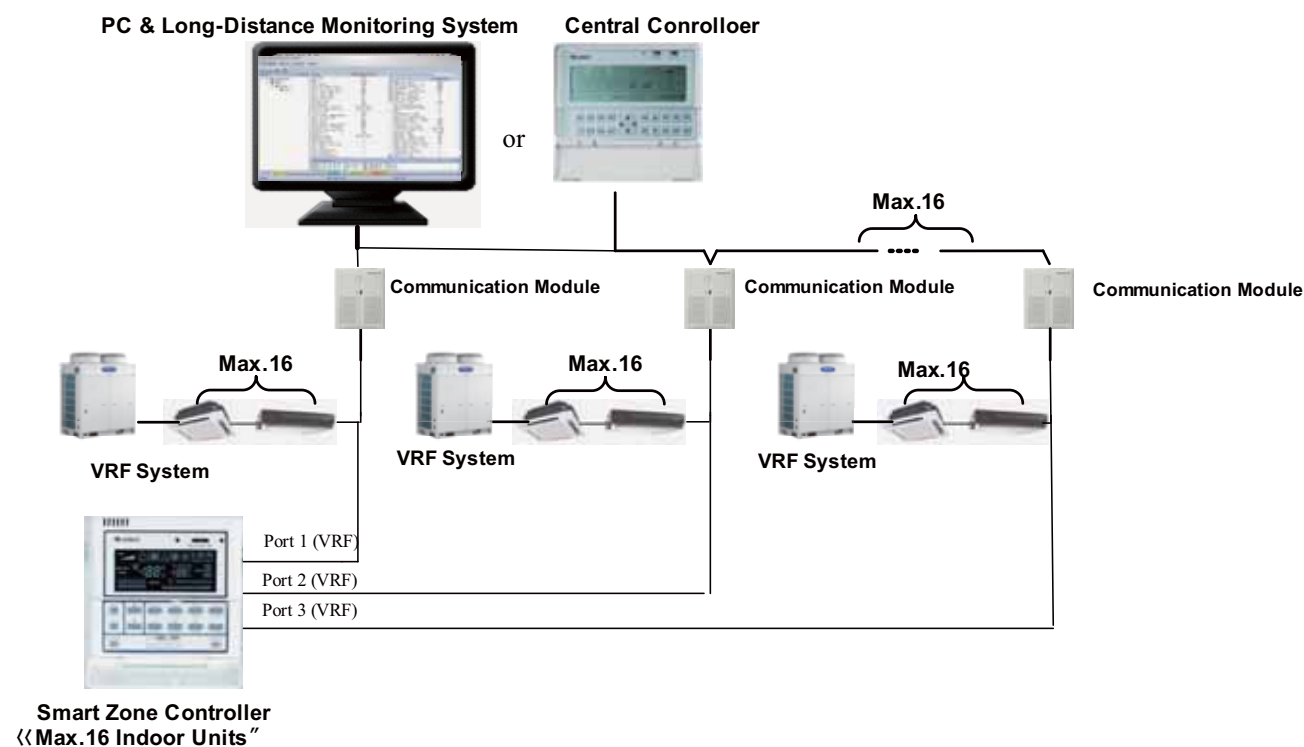 PC & Long-Distance Monitoring System
Central Conrolloer
or
Max.16
Communication Module
Communication Module
Communication Module
Max.16
Max.16
Max.16
VRF System
VRF System
VRF System
Port 1 (VRF)
Port 2 (VRF)
Port 3 (VRF)
Smart Zone Controller
《Max.16 Indoor Units″